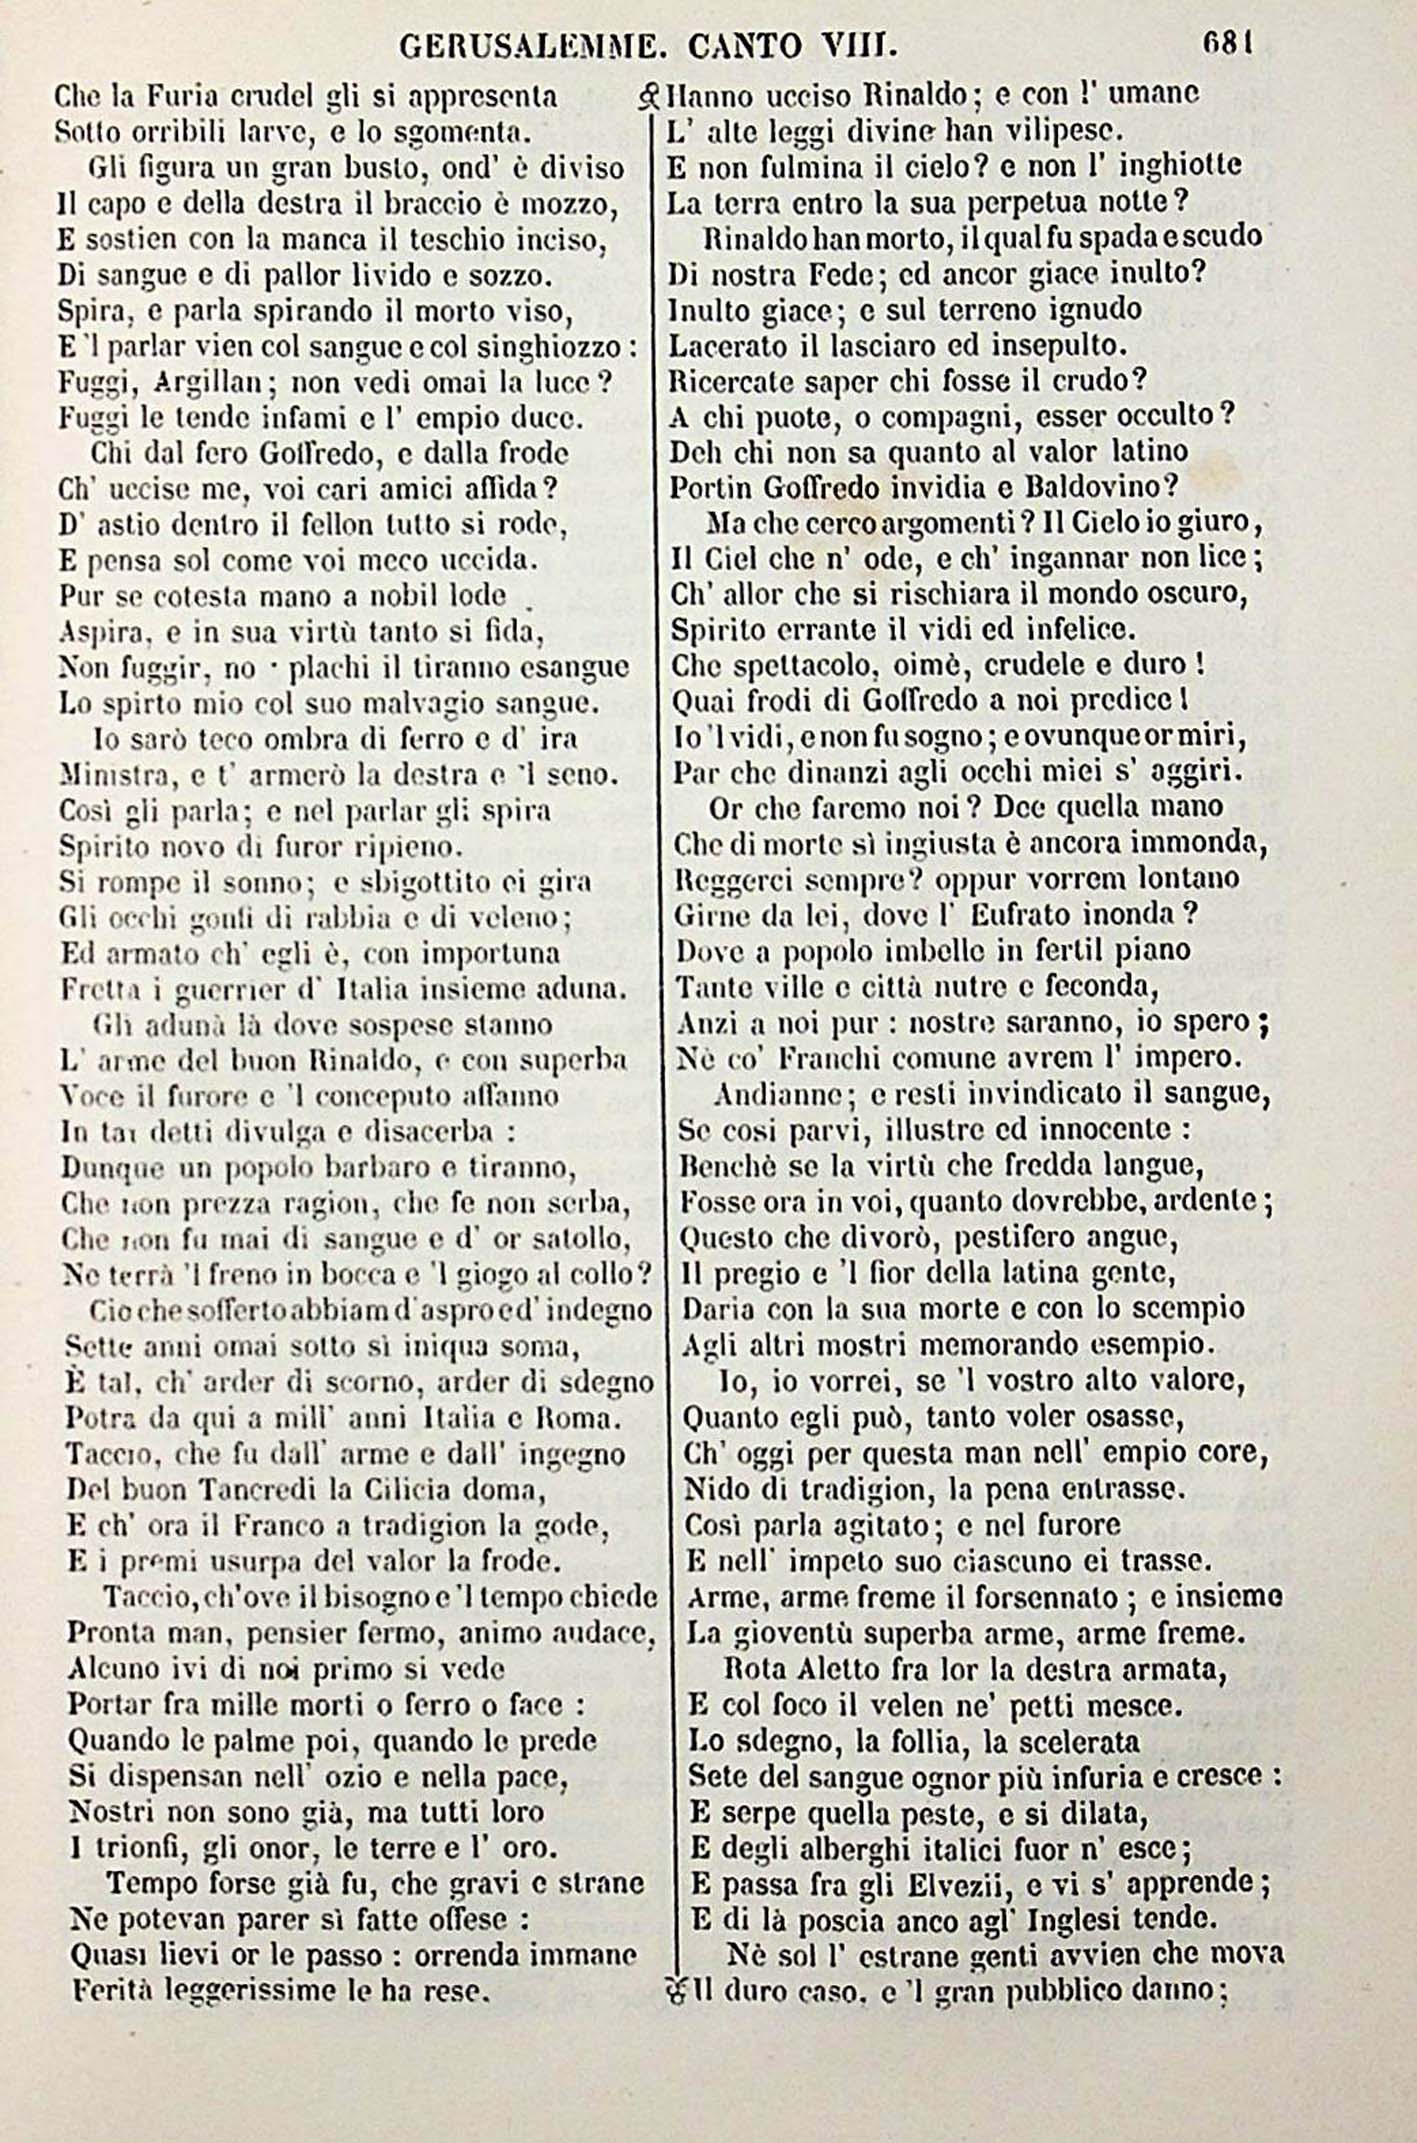 GERUSALEMME. CANTO VIII. 681
Che la Furia crudel gli si appresenta
Sotto orribili larve, e lo sgomenta.
Gli figura un gran busto, ond' è diviso
Il capo e della destra il braccio è mozzo,
E sostien con la manca il teschio inciso,
Di sangue e di pallor livido e sozzo.
Spira, e parla spirando il morto viso,
E 'l parlar vien col sangue e col singhiozzo :
Fuggi, Argillan; non vedi omai la luce ?
Fuggi le tende infami e l' empio duce.
Chi dal fero Goffredo, e dalla frode
Ch' uccise me, voi cari amici affida ?
D' astio dentro il fellon tutto si rode,
E pensa sol come voi meco uccida.
Pur se cotesta mano a nobil lode
Aspira, e in sua virtù tanto si fida,
Non fuggir, no · plachi il tiranno esangue
Lo spirto mio col suo malvagio sangue.
Io sarò teco ombra di ferro e d' ira
Ministra, e t' armerò la destra e 'l seno.
Così gli parla; e nel parlar gli spira
Spirito novo di furor ripieno.
Si rompe il sonno; e sbigottito ei gira
Gli occhi gonfi di rabbia e di veleno;
Ed armato ch' egli è, con importuna
Fretta i guerrier d' Italia insieme aduna.
Gli adunà là dove sospese stanno
L' arme del buon Rinaldo, e con superba
Voce il furore e 'l conceputo affanno
In tai detti divulga e disacerba :
Dunque un popolo barbaro e tiranno,
Che non prezza ragion, che fe non serba,
Che non fu mai di sangue e d' or satollo,
Ne terrà 'l freno in bocca e 'l giogo al collo?
Cio che sofferto abbiam d' aspro ed' indegno
Sette anni omai sotto sì iniqua soma,
È tal, ch' arder di scorno, arder di sdegno
Potra da qui a mill' anni Italia e Roma.
Taccio, che fu dall' arme e dall' ingegno
Del buon Tancredi la Cilicia doma,
E ch' ora il Franco a tradigion la gode,
E i premi usurpa del valor la frode.
Taccio, ch'ove il bisogno e 'l tempo chiede
Pronta man, pensier fermo, animo audace,
Alcuno ivi di noi primo si vede
Portar fra mille morti o ferro o face :
Quando le palme poi, quando le prede
Si dispensan nell' ozio e nella pace,
Nostri non sono già, ma tutti loro
I trionfi, gli onor, le terre e l' oro.
Tempo forse già fu, che gravi e strane
Ne potevan parer sì fatte offese :
Quasi lievi or le passo : orrenda immane
Ferità leggerissime le ha rese.
Hanno ucciso Rinaldo; e con l' umane
L' alte leggi divine han vilipese.
E non fulmina il cielo? e non l' inghiotte
La terra entro la sua perpetua notte ?
Rinaldo han morto, il qual fu spada e scudo
Di nostra Fede; ed ancor giace inulto?
Inulto giace; e sul terreno ignudo
Lacerato il lasciaro ed insepulto.
Ricercate saper chi fosse il crudo?
A chi puote, o compagni, esser occulto?
Deh chi non sa quanto al valor latino
Portin Goffredo invidia e Baldovino?
Ma che cerco argomenti? Il Cielo io giuro,
Il Ciel che n' ode, e ch' ingannar non lice;
Ch' allor che si rischiara il mondo oscuro,
Spirito errante il vidi ed infelice.
Che spettacolo, oimè, crudele e duro !
Quai frodi di Goffredo a noi predice !
Io 'l vidi, e non fu sogno; e ovunque or miri,
Par che dinanzi agli occhi miei s' aggiri.
Or che faremo noi ? Dee quella mano
Che di morte sì ingiusta è ancora immonda,
Reggerci sempre? oppur vorrem lontano
Girne da lei, dove l' Eufrato inonda ?
Dove a popolo imbelle in fertil piano
Tante ville e città nutre e feconda,
Anzi a noi pur : nostre saranno, io spero ;
Nè co' Franchi comune avrem l' impero.
Andianne; e resti invindicato il sangue,
Se così parvi, illustre ed innocente :
Benchè se la virtù che fredda langue,
Fosse ora in voi, quanto dovrebbe, ardente ;
Questo che divorò, pestifero angue,
Il pregio e 'l fior della latina gente,
Daria con la sua morte e con lo scempio
Agli altri mostri memorando esempio.
Io, io vorrei, se 'l vostro alto valore,
Quanto egli può, tanto voler osasse,
Ch' oggi per questa man nell' empio core,
Nido di tradigion, la pena entrasse.
Così parla agitato; e nel furore
E nell' impeto suo ciascuno ei trasse.
Arme, arme freme il forsennato ; e insieme
La gioventù superba arme, arme freme.
Rota Aletto fra lor la destra armata,
E col foco il velen ne' petti mesce.
Lo sdegno, la follia, la scelerata
Sete del sangue ognor più infuria e cresce :
E serpe quella peste, e si dilata,
E degli alberghi italici fuor n' esce;
E passa fra gli Elvezii, e vi s' apprende ;
E di là poscia anco agl' Inglesi tende.
Nè sol l' estrane genti avvien che mova
Il duro caso, e 'l gran pubblico danno;